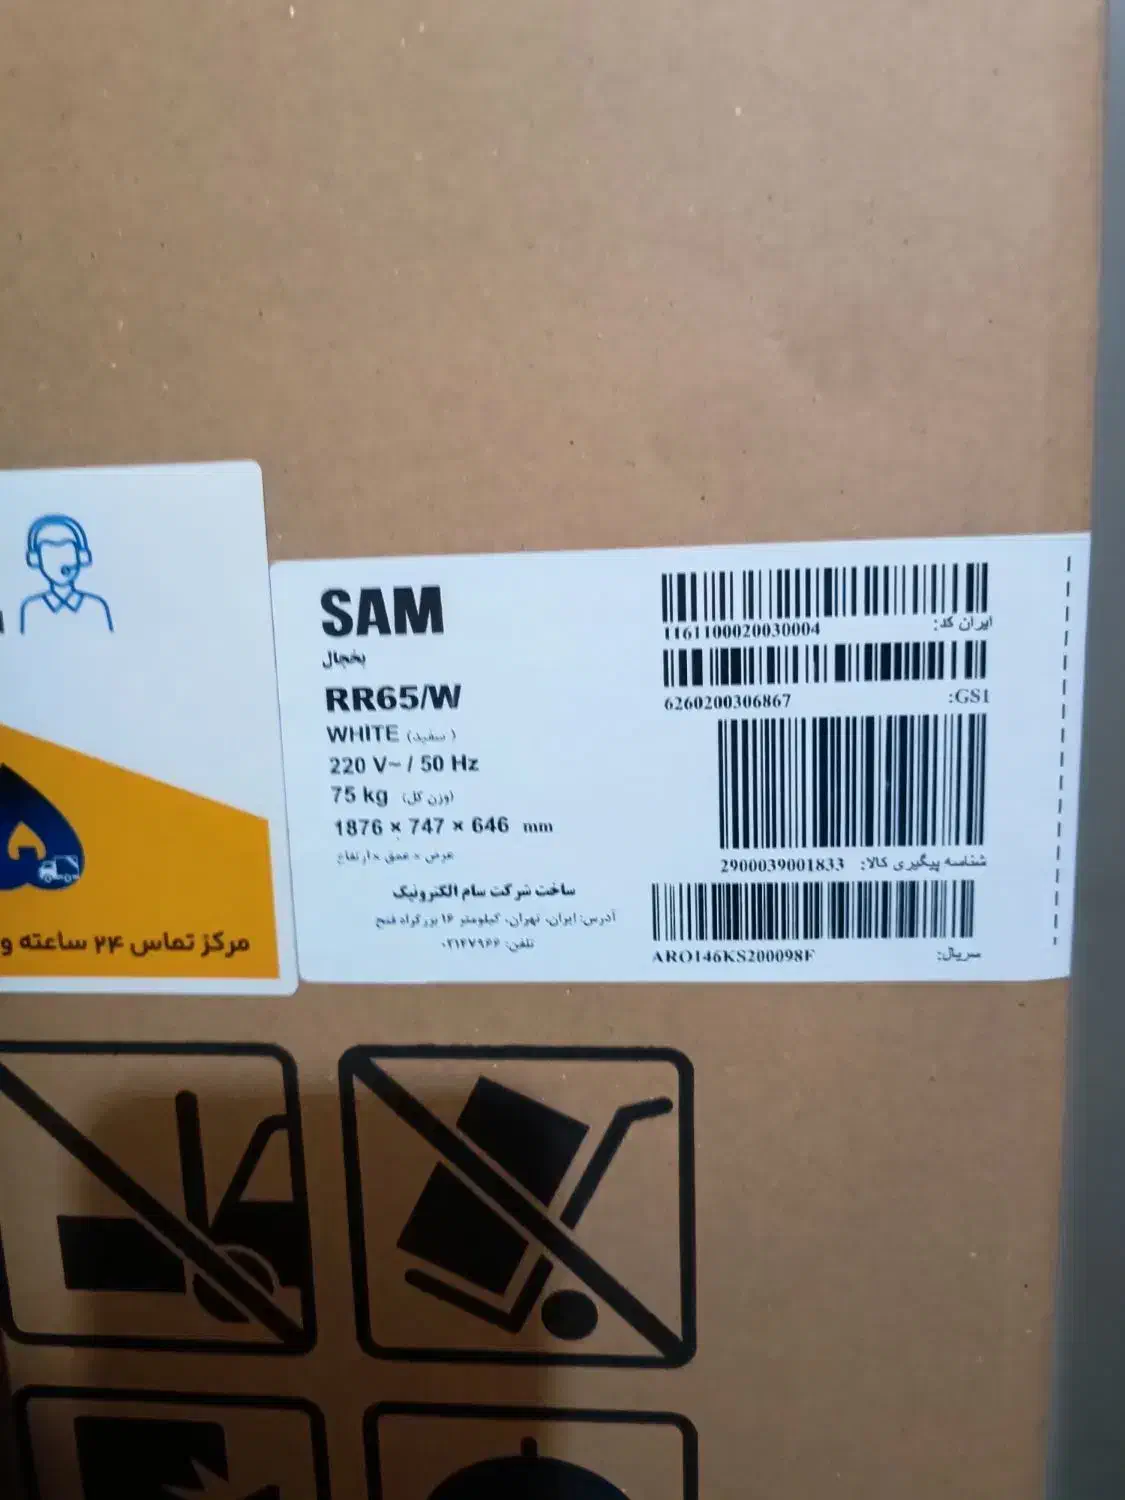 SAM
یخچال
RR65/W
WHITE (سفید)
220 V~ / 50 Hz
75 kg (وزن کل)
1876 × 747 × 646 mm
عرض × عمق × ارتفاع
ساخت شرکت سام الکترونیک
آدرس: ایران، تهران، کیلومتر ۱۶ بزرگراه فتح
تلفن: ۰۲۱۴۷۹۶۶
1161100020030004 ایران کد:
6260200306867 GS1:
2900039001833 شناسه پیگیری کالا:
سریال:
مرکز تماس ۲۴ ساعته و
۵